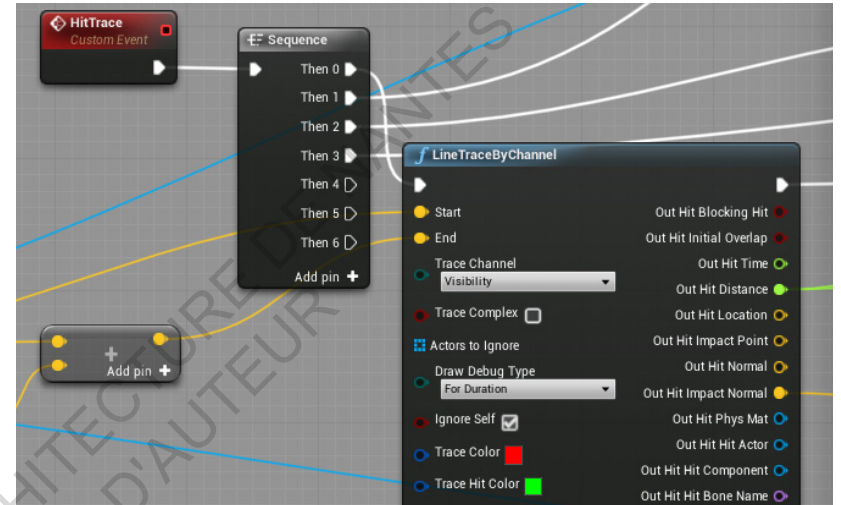 HitTrace
Custom Event
Sequence
Then 0
Then 1
Then 2
Then 3
Then 4
Then 5
Then 6
Add pin +
+
Add pin +
f LineTraceByChannel
Start
End
Trace Channel
Visibility
Trace Complex
Actors to Ignore
Draw Debug Type
For Duration
Ignore Self
Trace Color
Trace Hit Color
Out Hit Blocking Hit
Out Hit Initial Overlap
Out Hit Time
Out Hit Distance
Out Hit Location
Out Hit Impact Point
Out Hit Normal
Out Hit Impact Normal
Out Hit Phys Mat
Out Hit Hit Actor
Out Hit Hit Component
Out Hit Hit Bone Name
HITECTURE DE NANTES
D'AUTEUR